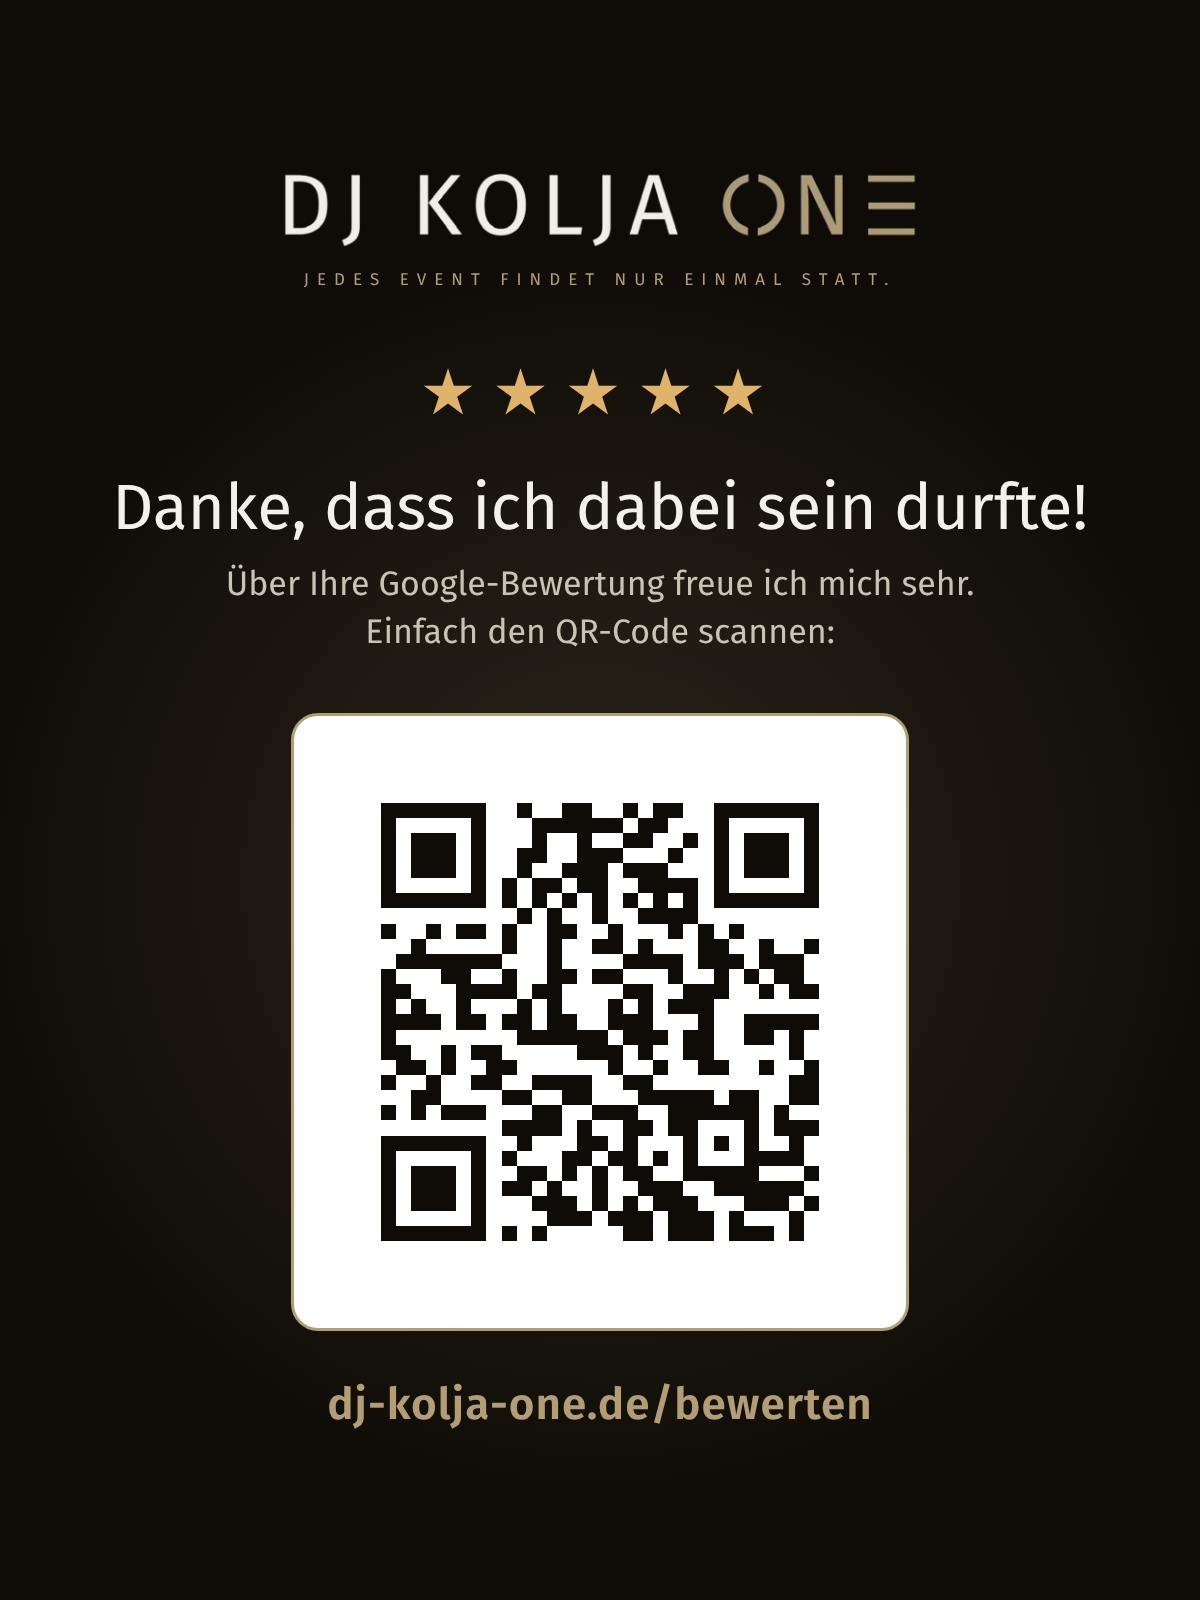 DJ KOLJA ONE
JEDES EVENT FINDET NUR EINMAL STATT.
★★★★★
Danke, dass ich dabei sein durfte!
Über Ihre Google-Bewertung freue ich mich sehr.
Einfach den QR-Code scannen:
dj-kolja-one.de/bewerten